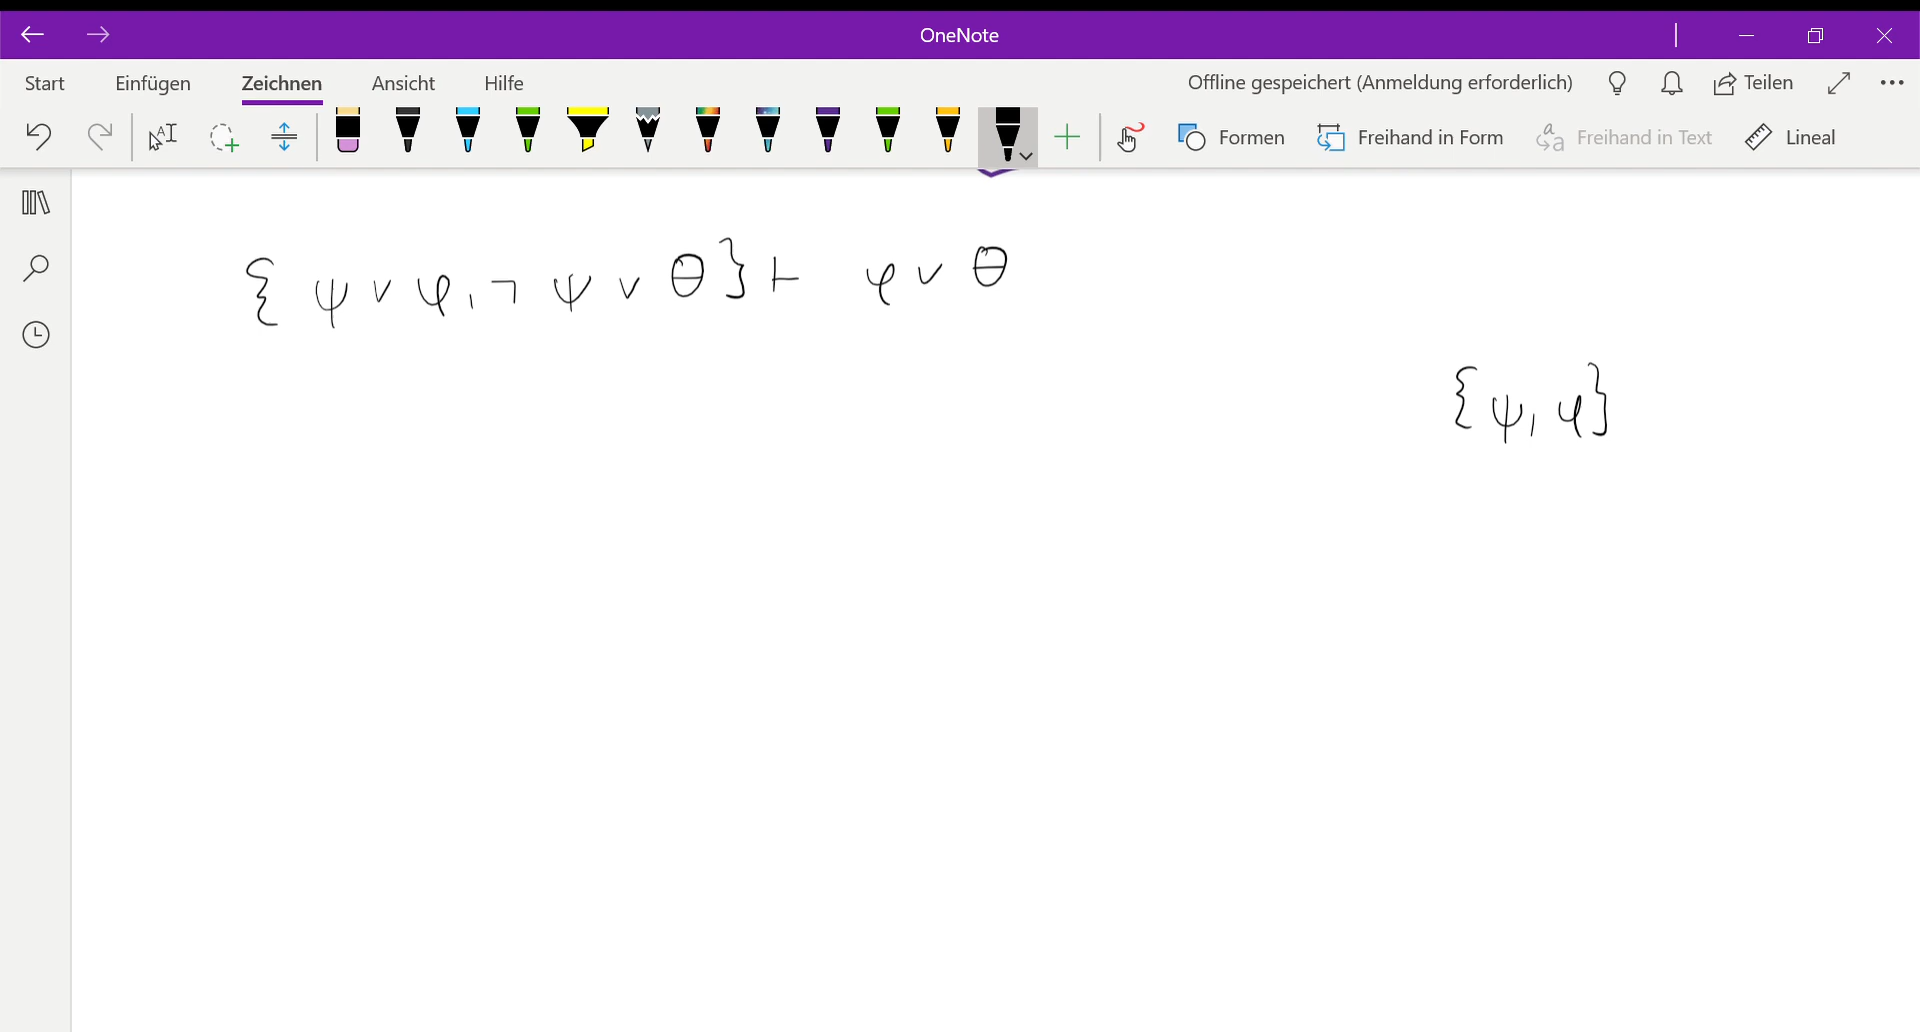 OneNote
Start Einfügen Zeichnen Ansicht Hilfe Offline gespeichert (Anmeldung erforderlich) Teilen
Formen Freihand in Form Freihand in Text Lineal
{ ψ ∨ φ, ¬ ψ ∨ θ } ⊢ φ ∨ θ
{ ψ, φ }